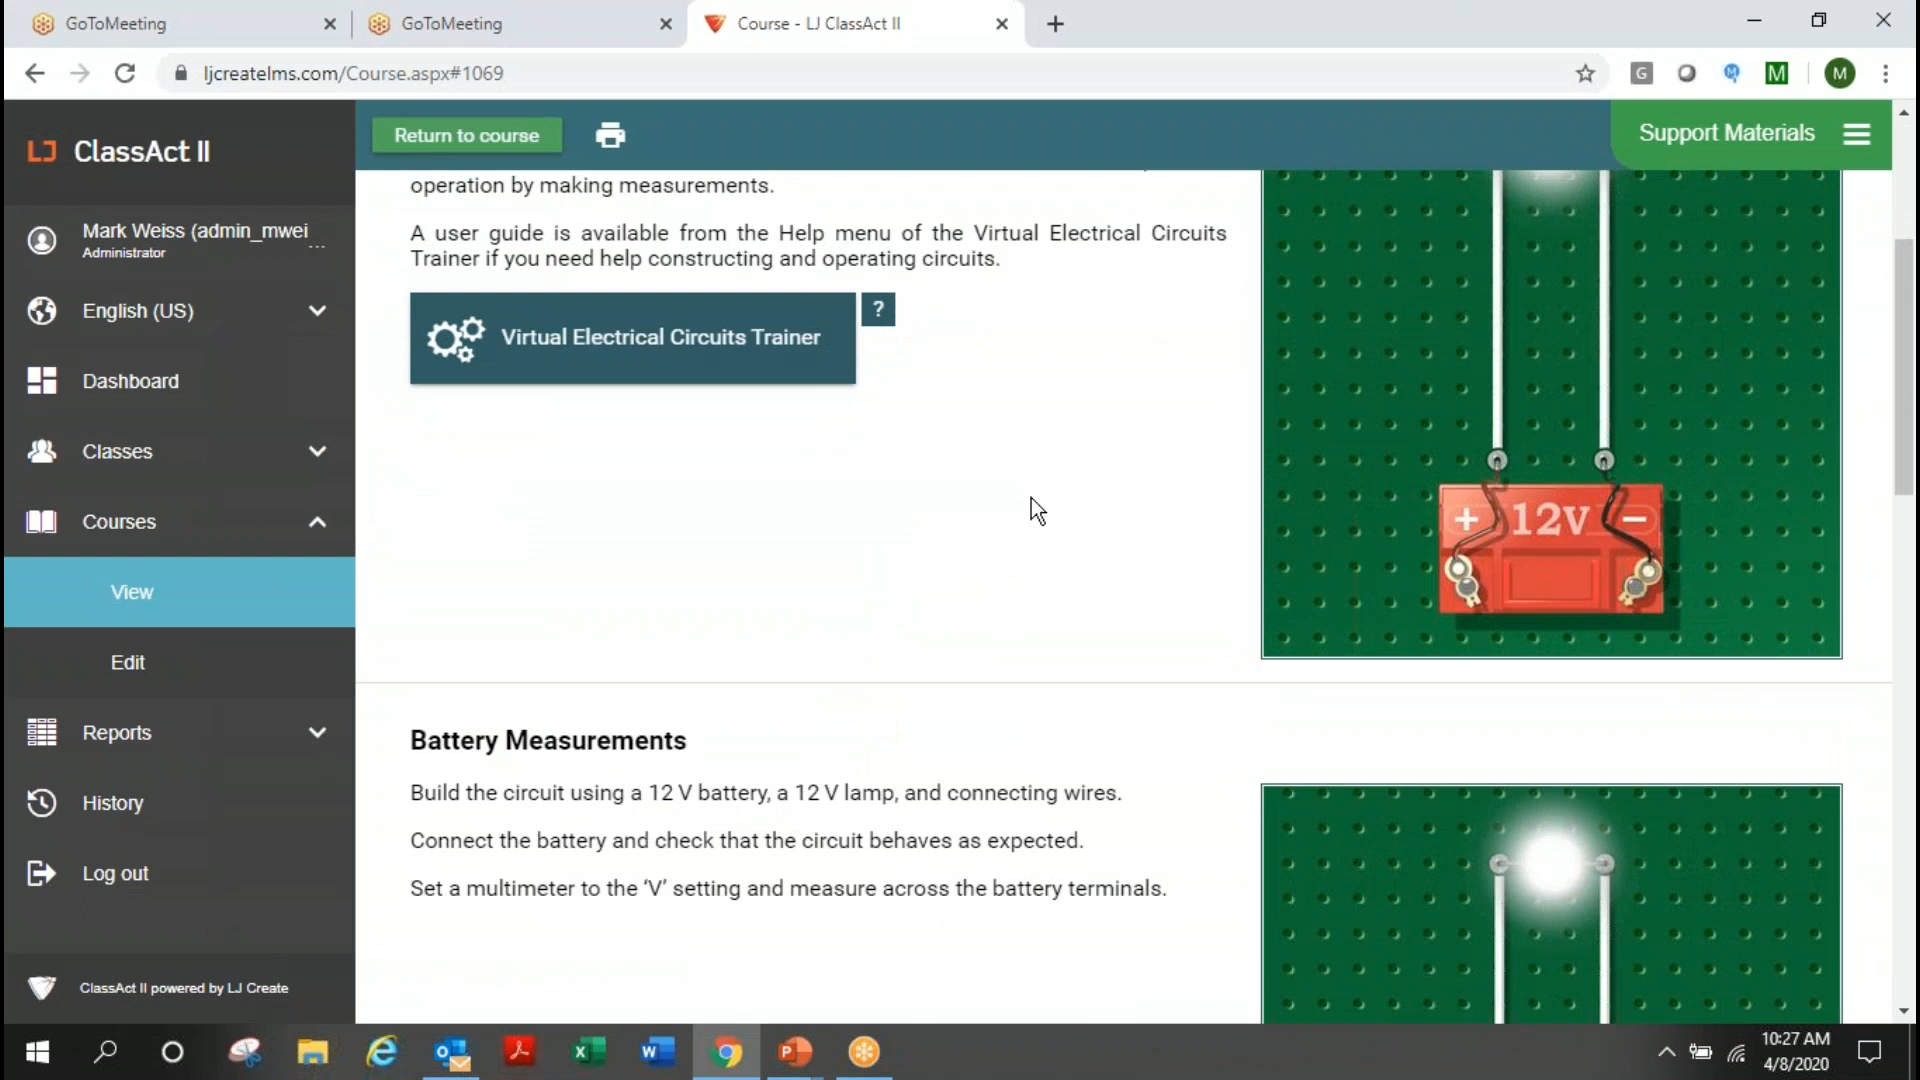 GoToMeeting
GoToMeeting
Course - LJ ClassAct II
ljcreatelms.com/Course.aspx#1069
G
M
M
M
LJ ClassAct II
Return to course
Support Materials
Mark Weiss (admin_mwei...
Administrator
English (US)
Dashboard
Classes
Courses
View
Edit
Reports
History
Log out
ClassAct II powered by LJ Create
operation by making measurements.
A user guide is available from the Help menu of the Virtual Electrical Circuits
Trainer if you need help constructing and operating circuits.
Virtual Electrical Circuits Trainer
?
+ 12V −
Battery Measurements
Build the circuit using a 12 V battery, a 12 V lamp, and connecting wires.
Connect the battery and check that the circuit behaves as expected.
Set a multimeter to the ‘V’ setting and measure across the battery terminals.
10:27 AM
4/8/2020